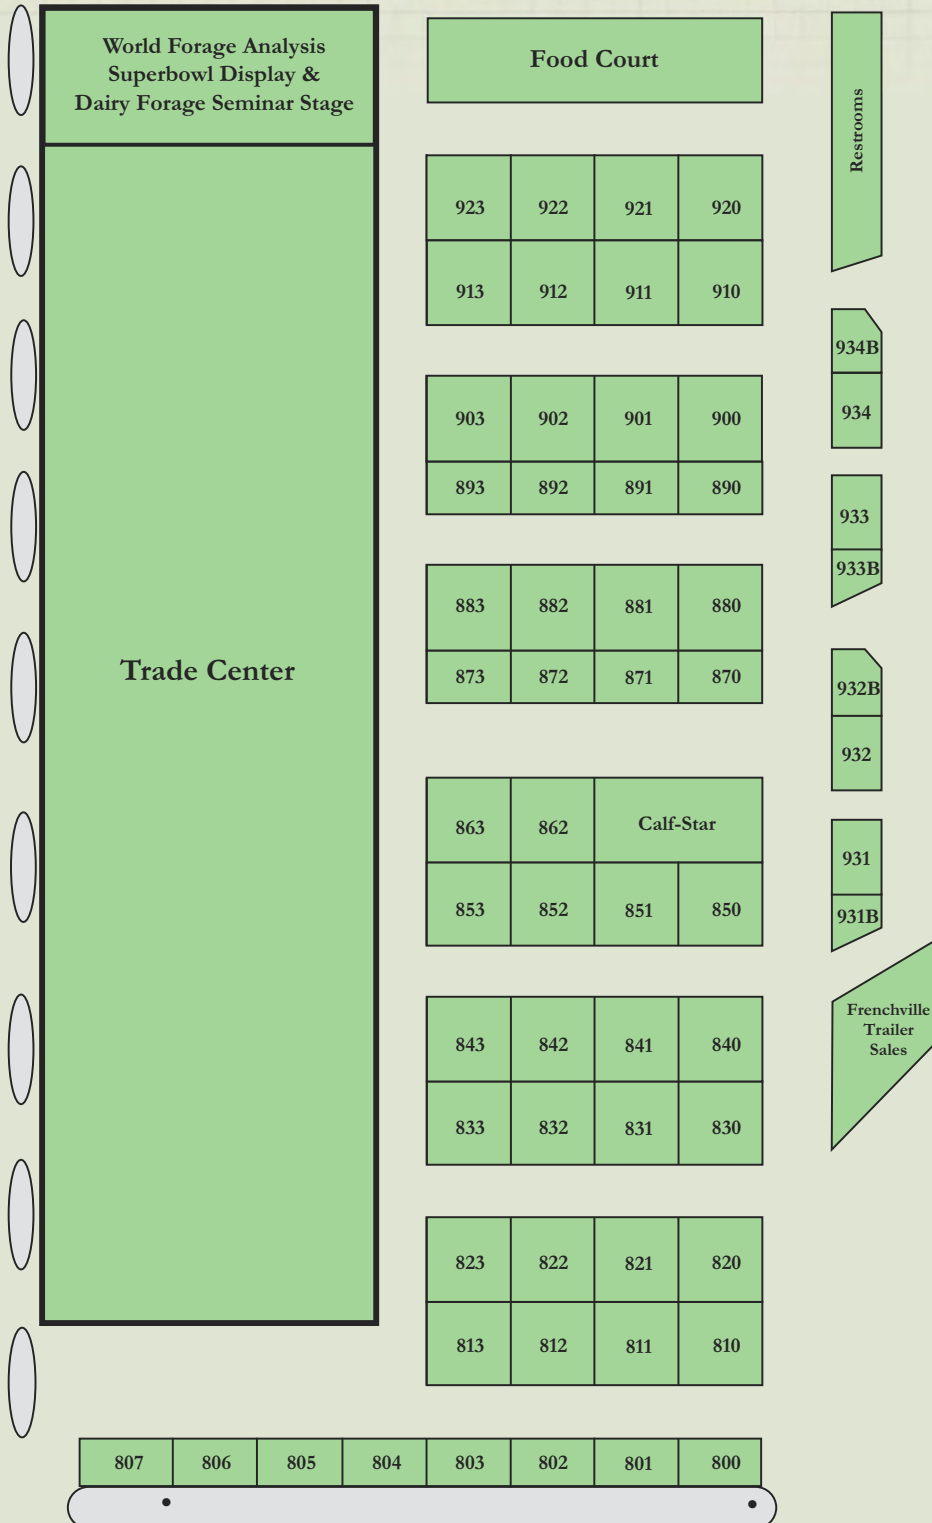 World Forage Analysis
Superbowl Display &
Dairy Forage Seminar Stage
Food Court
Restrooms
923 922 921 920
913 912 911 910
934B
934
903 902 901 900
893 892 891 890
933
933B
883 882 881 880
873 872 871 870
Trade Center
932B
932
863 862 Calf-Star
853 852 851 850
931
931B
Frenchville
Trailer
Sales
843 842 841 840
833 832 831 830
823 822 821 820
813 812 811 810
807 806 805 804 803 802 801 800